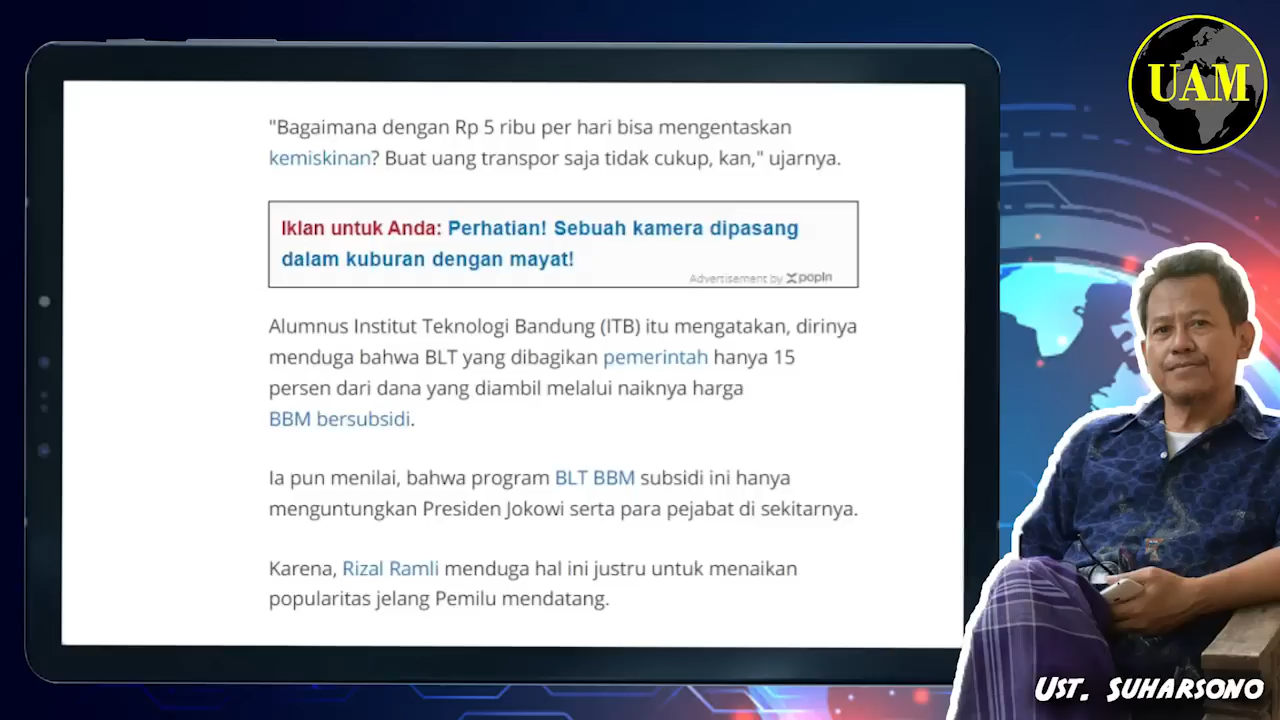 "Bagaimana dengan Rp 5 ribu per hari bisa mengentaskan
kemiskinan? Buat uang transpor saja tidak cukup, kan," ujarnya.
Iklan untuk Anda: Perhatian! Sebuah kamera dipasang
dalam kuburan dengan mayat!
Advertisement by popIn
Alumnus Institut Teknologi Bandung (ITB) itu mengatakan, dirinya
menduga bahwa BLT yang dibagikan pemerintah hanya 15
persen dari dana yang diambil melalui naiknya harga
BBM bersubsidi.
Ia pun menilai, bahwa program BLT BBM subsidi ini hanya
menguntungkan Presiden Jokowi serta para pejabat di sekitarnya.
Karena, Rizal Ramli menduga hal ini justru untuk menaikan
popularitas jelang Pemilu mendatang.
UAM
UST. SUHARSONO